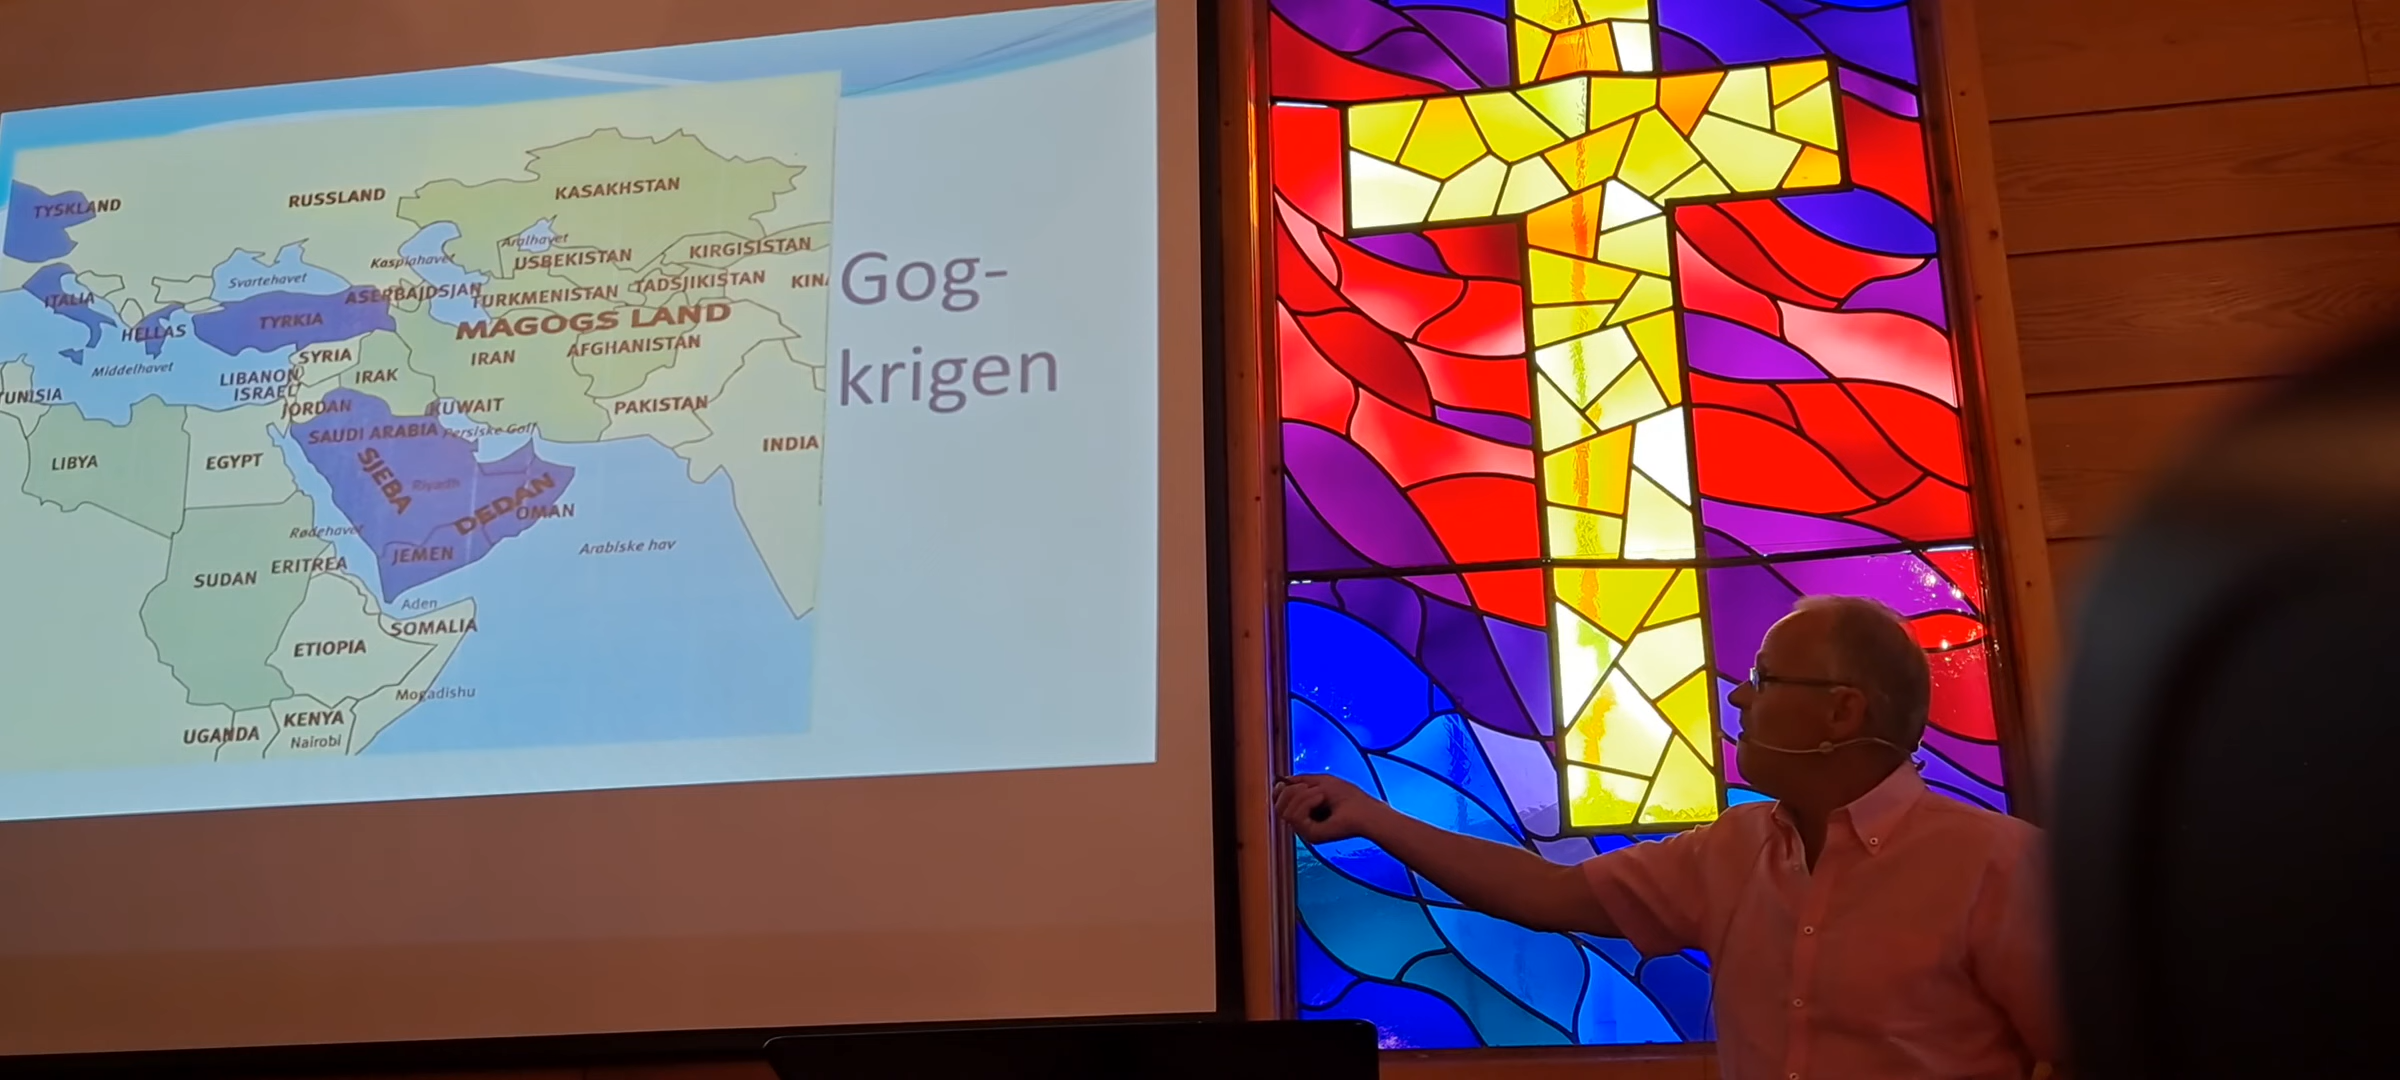 TYSKLAND
RUSSLAND
KASAKHSTAN
Aralhavet
KIRGISISTAN
Kaspiahavet
USBEKISTAN
Svartehavet
TADSJIKISTAN
KINA
ITALIA
ASERBAJDSJAN
TURKMENISTAN
Gog-
krigen
HELLAS
TYRKIA
MAGOGS LAND
SYRIA
IRAN
AFGHANISTAN
Middelhavet
LIBANON
IRAK
TUNISIA
ISRAEL
JORDAN
KUWAIT
PAKISTAN
SAUDI ARABIA
Persiske Golf
INDIA
LIBYA
EGYPT
SJEBA
Riyadh
DEDAN
OMAN
Rødehavet
JEMEN
Arabiske hav
SUDAN
ERITREA
Aden
SOMALIA
ETIOPIA
Mogadishu
UGANDA
KENYA
Nairobi